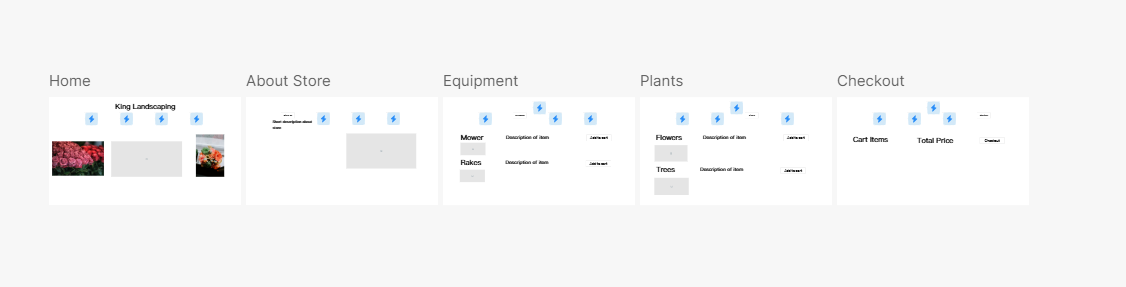 Home
About Store
Equipment
Plants
Checkout
King Landscaping
Short description about
store
Mower
Description of item
Add to cart
Rakes
Description of item
Add to cart
Flowers
Description of item
Add to cart
Trees
Description of item
Add to cart
Cart Items
Total Price
Checkout